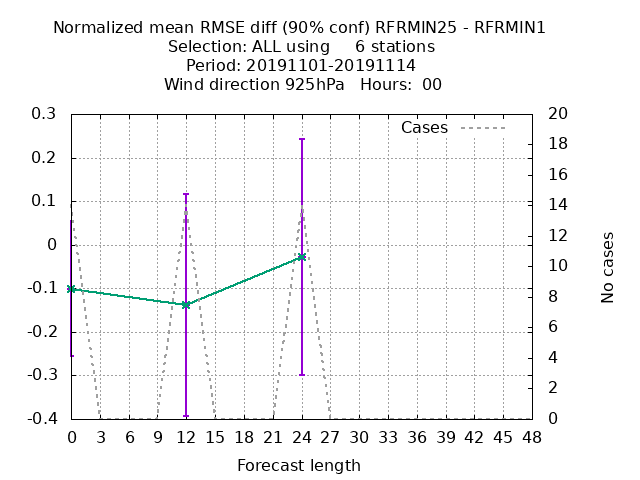 Normalized mean RMSE diff (90% conf) RFRMIN25 - RFRMIN1
Selection: ALL using     6 stations
Period: 20191101-20191114
Wind direction 925hPa   Hours:  00
0.3
0.2
0.1
0
-0.1
-0.2
-0.3
-0.4
Cases
20
18
16
14
12
10
8
6
4
2
0
No cases
0 3 6 9 12 15 18 21 24 27 30 33 36 39 42 45 48
Forecast length